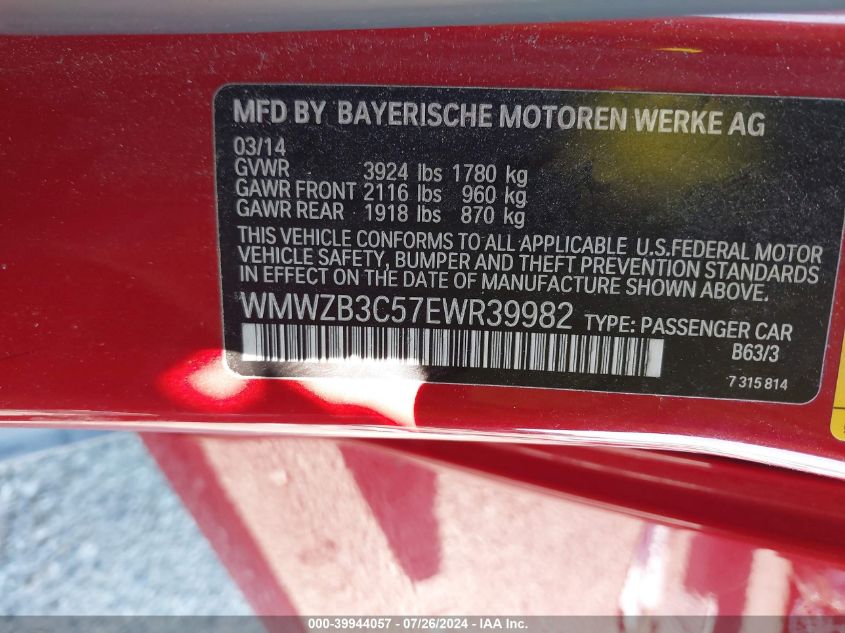 MFD BY BAYERISCHE MOTOREN WERKE AG
03/14
GVWR 3924 lbs 1780 kg
GAWR FRONT 2116 lbs 960 kg
GAWR REAR 1918 lbs 870 kg
THIS VEHICLE CONFORMS TO ALL APPLICABLE U.S.FEDERAL MOTOR
VEHICLE SAFETY, BUMPER AND THEFT PREVENTION STANDARDS
IN EFFECT ON THE DATE OF MANUFACTURE SHOWN ABOVE.
WMWZB3C57EWR39982 TYPE: PASSENGER CAR
B63/3
7 315 814
000-39944057 - 07/26/2024 - IAA Inc.